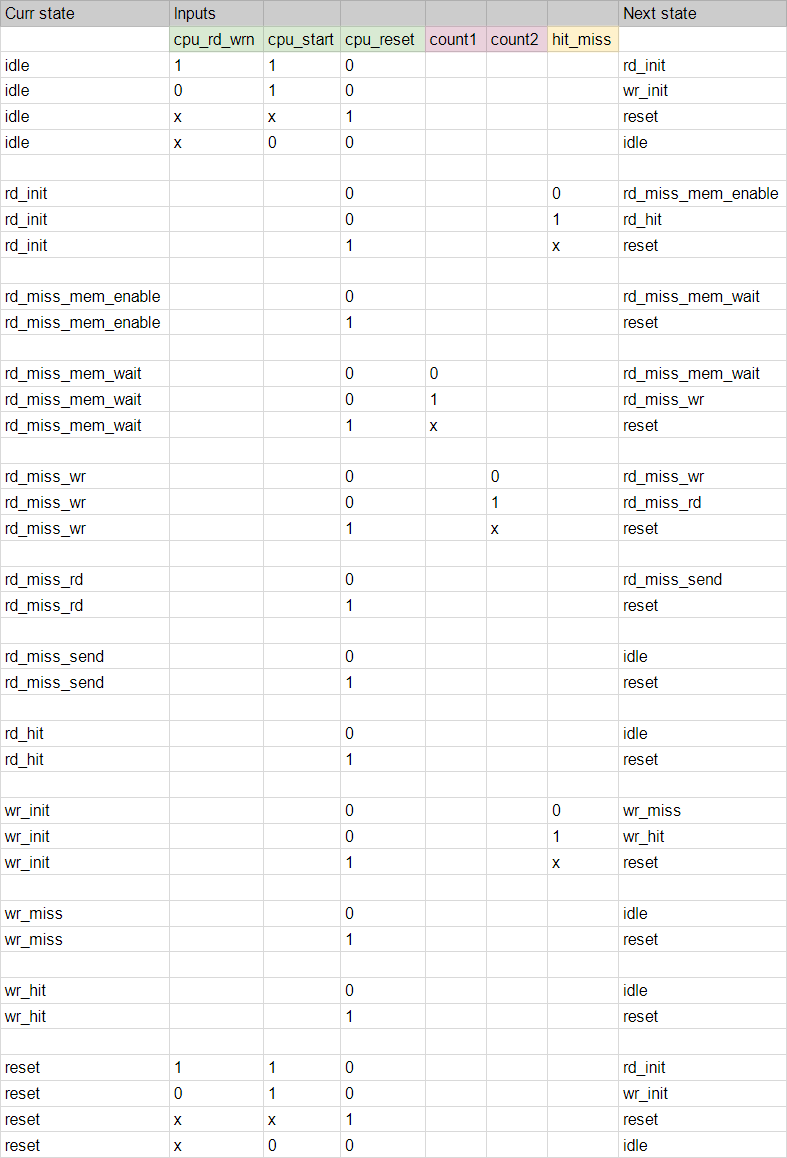 Curr state Inputs Next state
cpu_rd_wrn cpu_start cpu_reset count1 count2 hit_miss
idle 1 1 0 rd_init
idle 0 1 0 wr_init
idle x x 1 reset
idle x 0 0 idle
rd_init 0 0 rd_miss_mem_enable
rd_init 0 1 rd_hit
rd_init 1 x reset
rd_miss_mem_enable 0 rd_miss_mem_wait
rd_miss_mem_enable 1 reset
rd_miss_mem_wait 0 0 rd_miss_mem_wait
rd_miss_mem_wait 0 1 rd_miss_wr
rd_miss_mem_wait 1 x reset
rd_miss_wr 0 0 rd_miss_wr
rd_miss_wr 0 1 rd_miss_rd
rd_miss_wr 1 x reset
rd_miss_rd 0 rd_miss_send
rd_miss_rd 1 reset
rd_miss_send 0 idle
rd_miss_send 1 reset
rd_hit 0 idle
rd_hit 1 reset
wr_init 0 0 wr_miss
wr_init 0 1 wr_hit
wr_init 1 x reset
wr_miss 0 idle
wr_miss 1 reset
wr_hit 0 idle
wr_hit 1 reset
reset 1 1 0 rd_init
reset 0 1 0 wr_init
reset x x 1 reset
reset x 0 0 idle